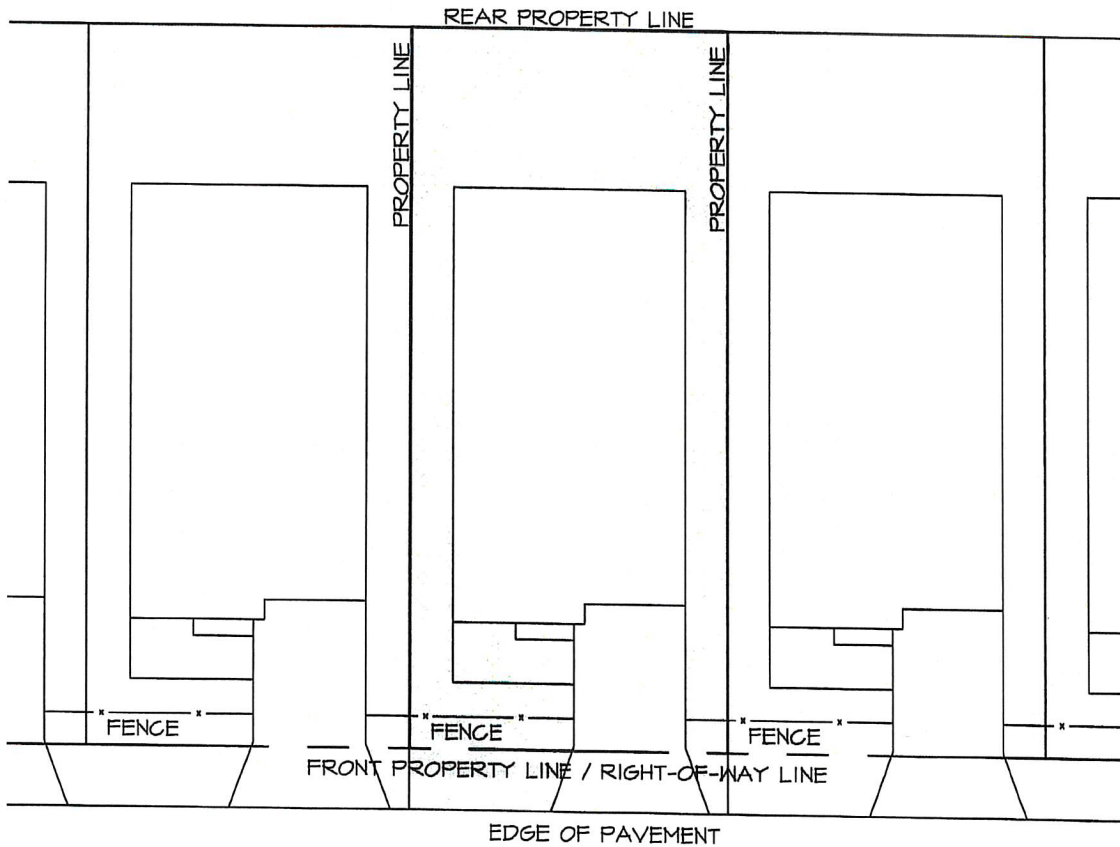 REAR PROPERTY LINE
PROPERTY LINE
PROPERTY LINE
FENCE
FENCE
FENCE
FRONT PROPERTY LINE / RIGHT-OF-WAY LINE
EDGE OF PAVEMENT